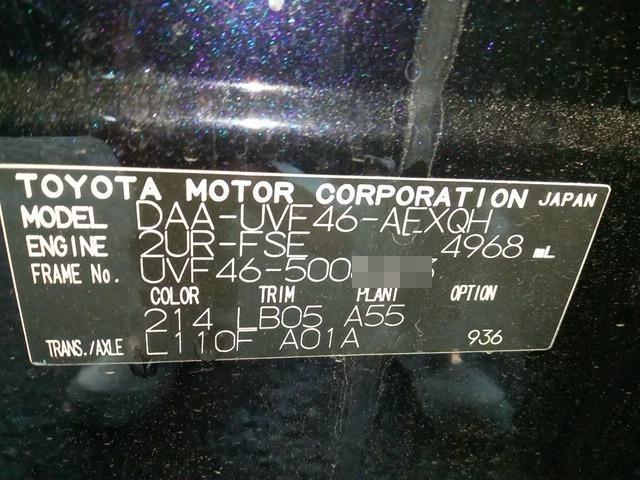 TOYOTA MOTOR CORPORATION JAPAN
MODEL DAA-UVF46-AEXQH
ENGINE 2UR-FSE 4968 mL
FRAME No. UVF46-500
COLOR TRIM PLANT OPTION
214 LB05 A55
TRANS./AXLE L110F A01A 936